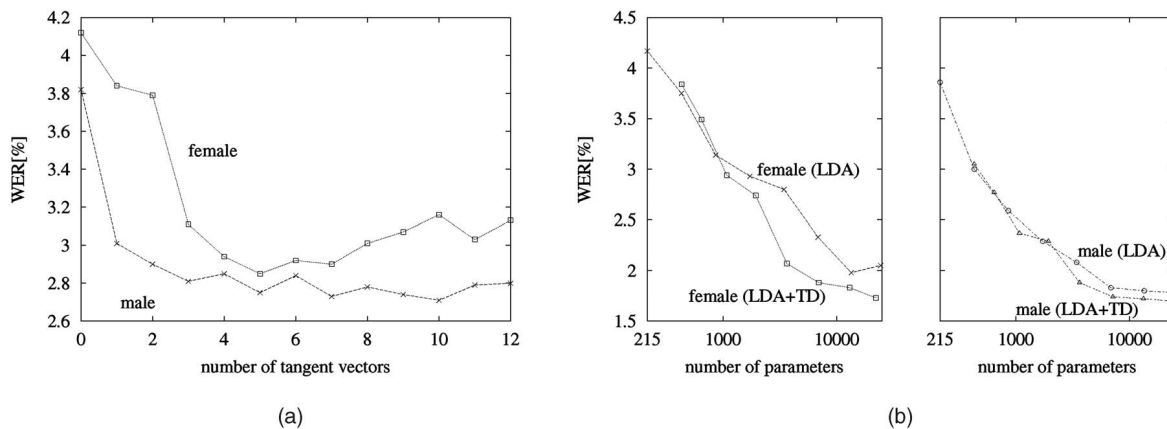 4.2
4
3.8
3.6
3.4
3.2
3
2.8
2.6
WER[%]
female
male
0 2 4 6 8 10 12
number of tangent vectors
(a)
4.5
4
3.5
3
2.5
2
1.5
WER[%]
female (LDA)
female (LDA+TD)
215 1000 10000
number of parameters
male (LDA)
male (LDA+TD)
215 1000 10000
number of parameters
(b)